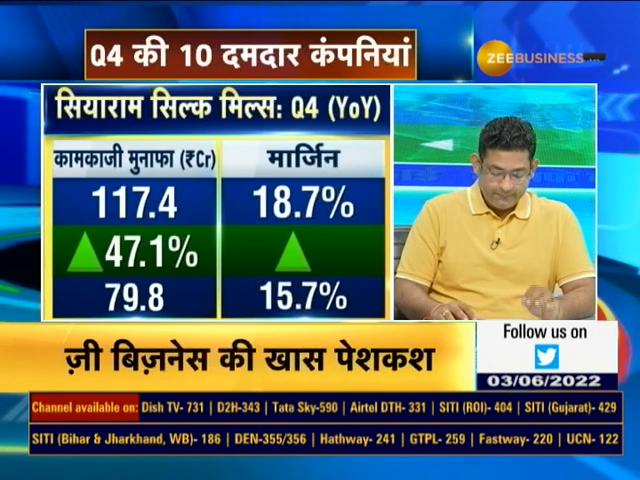 Q4 की 10 दमदार कंपनियां
ZEEBUSINESS
सियाराम सिल्क मिल्स: Q4 (YoY)
कामकाजी मुनाफा (₹Cr) मार्जिन
117.4 18.7%
47.1%
79.8 15.7%
ज़ी बिज़नेस की खास पेशकश
Follow us on
03/06/2022
Channel available on: Dish TV- 731 | D2H-343 | Tata Sky-590 | Airtel DTH- 331 | SITI (ROI)- 404 | SITI (Gujarat)- 429
SITI (Bihar & Jharkhand, WB)- 186 | DEN-355/356 | Hathway- 241 | GTPL- 259 | Fastway- 220 | UCN- 122